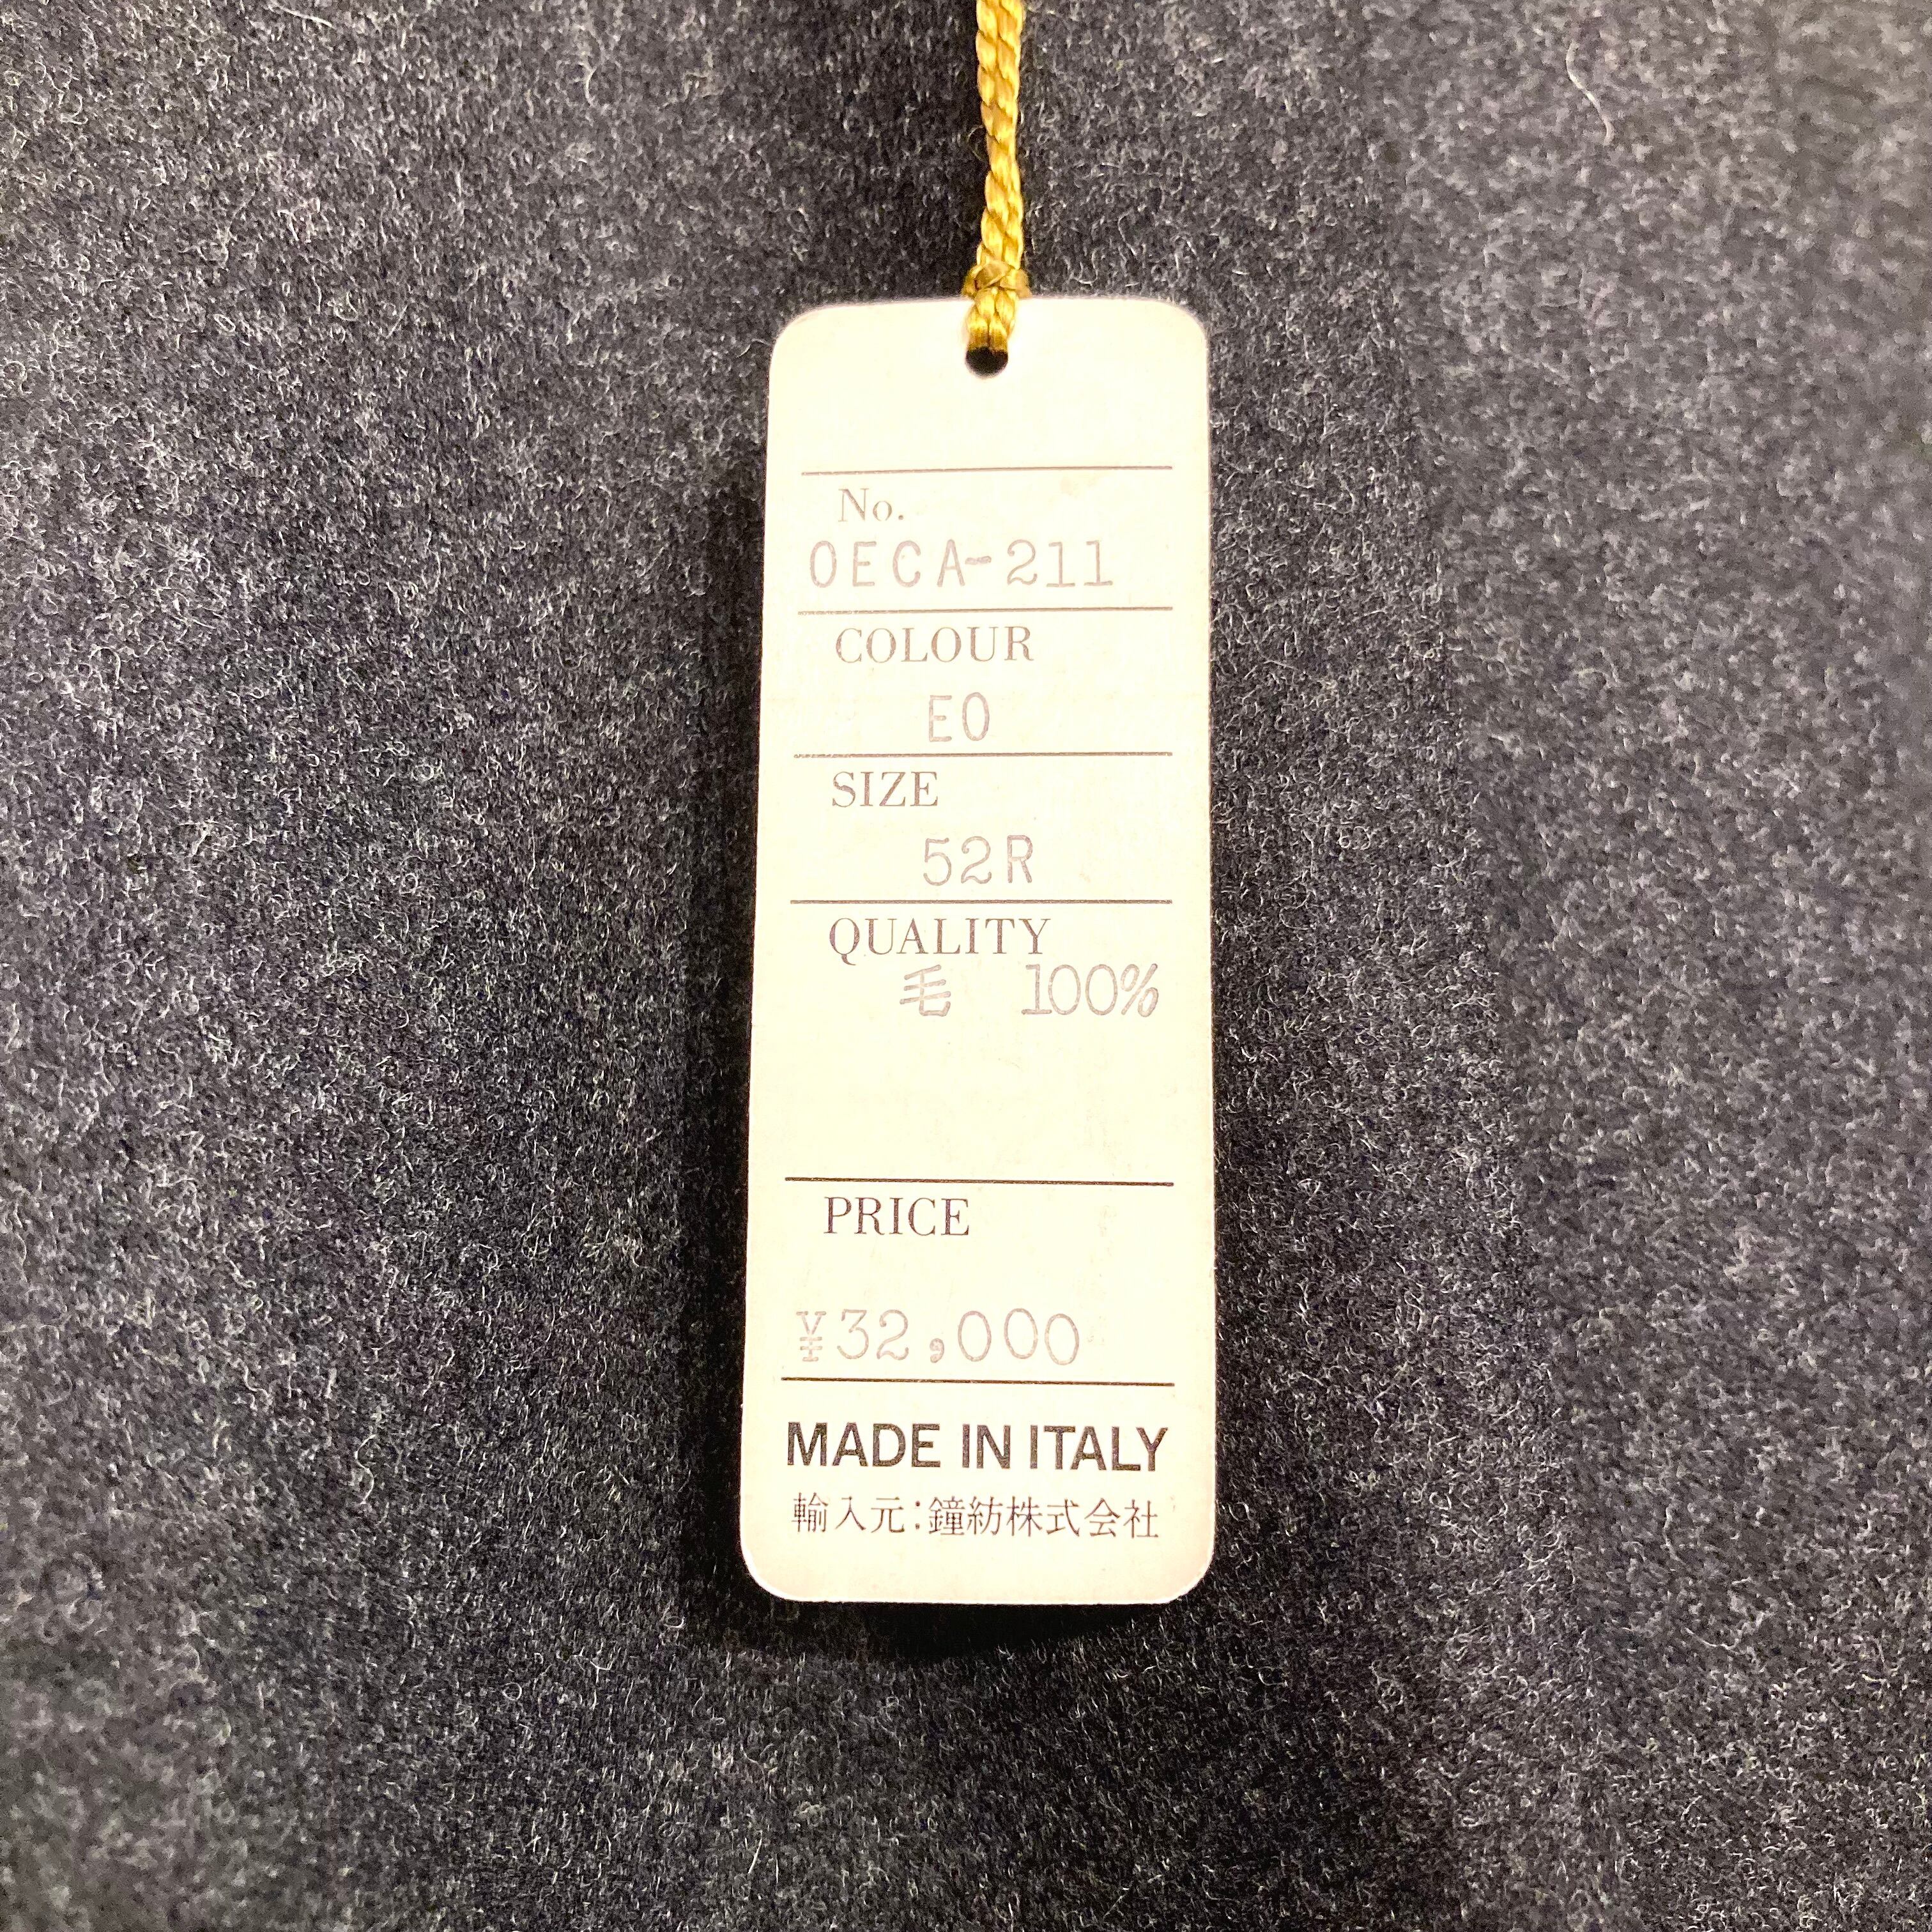 No.
OECA-211
COLOUR
E0
SIZE
52R
QUALITY
毛 100%
PRICE
¥32,000
MADE IN ITALY
輸入元:鐘紡株式会社